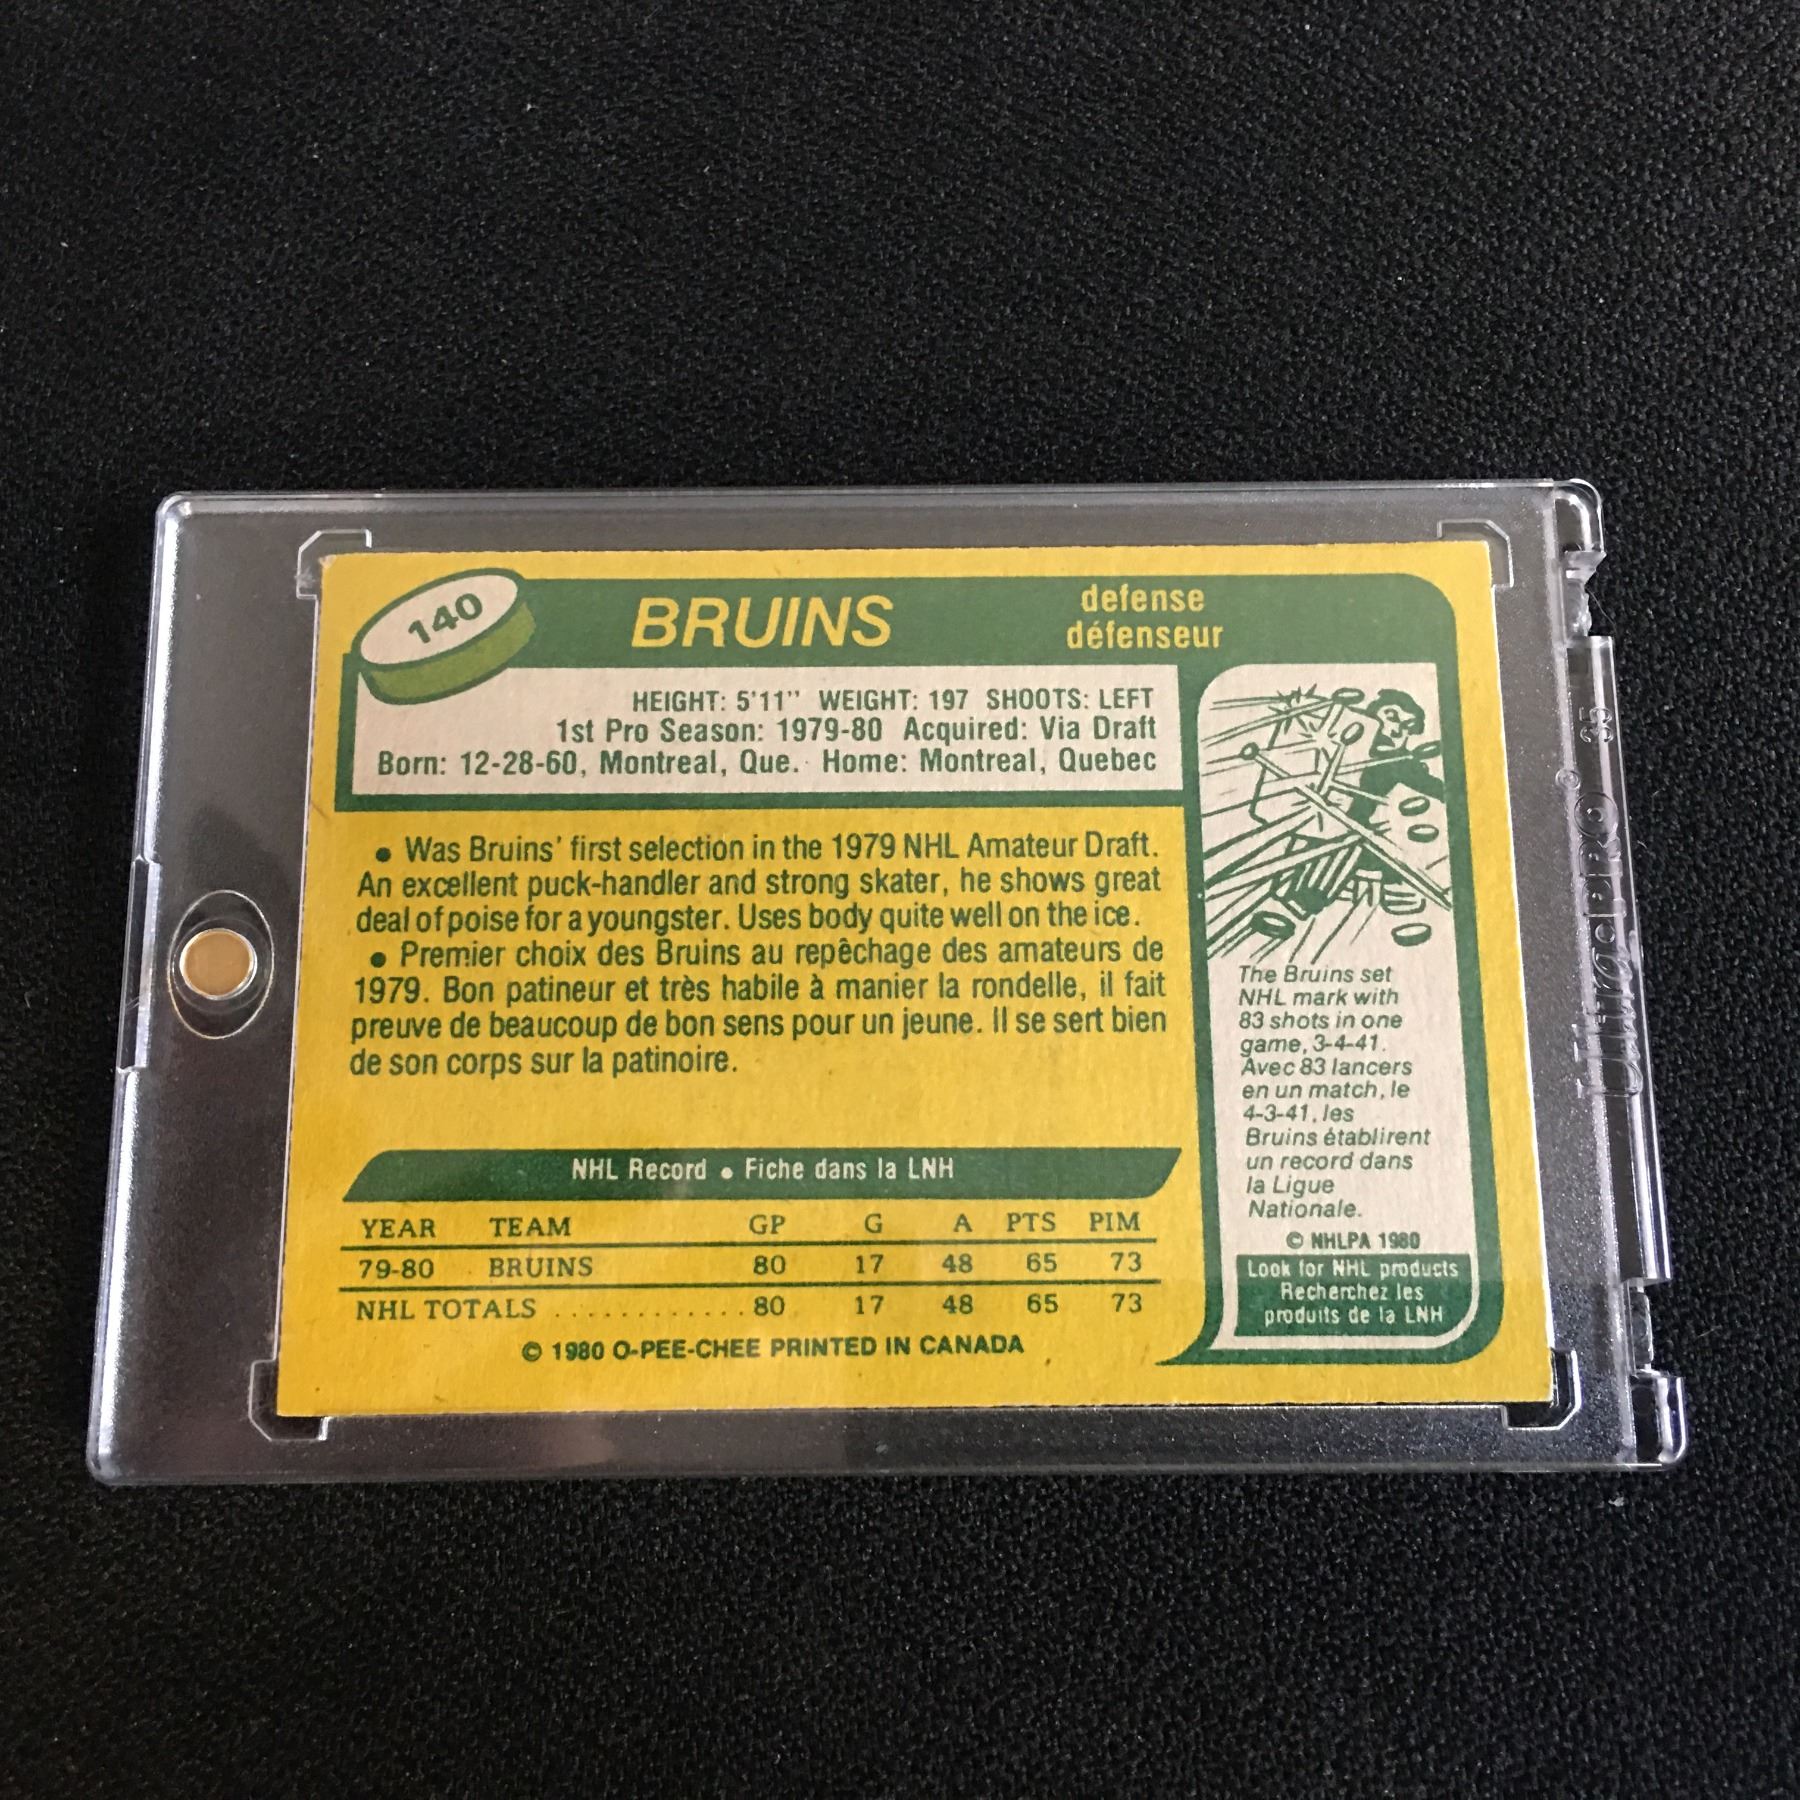 140
BRUINS
defense
défenseur
HEIGHT: 5'11'' WEIGHT: 197 SHOOTS: LEFT
1st Pro Season: 1979-80 Acquired: Via Draft
Born: 12-28-60, Montreal, Que. Home: Montreal, Quebec
• Was Bruins' first selection in the 1979 NHL Amateur Draft.
An excellent puck-handler and strong skater, he shows great
deal of poise for a youngster. Uses body quite well on the ice.
• Premier choix des Bruins au repêchage des amateurs de
1979. Bon patineur et très habile à manier la rondelle, il fait
preuve de beaucoup de bon sens pour un jeune. Il se sert bien
de son corps sur la patinoire.
NHL Record • Fiche dans la LNH
YEAR TEAM GP G A PTS PIM
79-80 BRUINS 80 17 48 65 73
NHL TOTALS . . . . . . . . . . . . 80 17 48 65 73
© 1980 O-PEE-CHEE PRINTED IN CANADA
The Bruins set
NHL mark with
83 shots in one
game, 3-4-41.
Avec 83 lancers
en un match, le
4-3-41, les
Bruins établirent
un record dans
la Ligue
Nationale.
© NHLPA 1980
Look for NHL products
Recherchez les
produits de la LNH
Ultra•PRO® 35